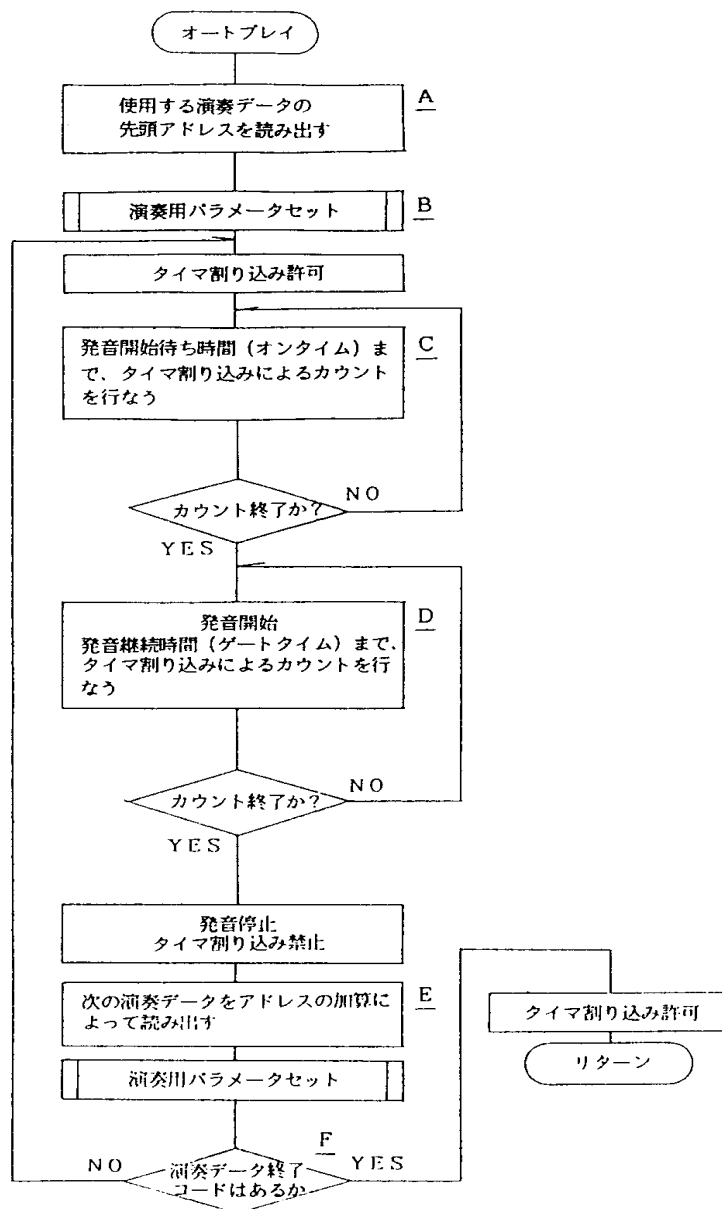 オートプレイ
使用する演奏データの
先頭アドレスを読み出す
A
演奏用パラメータセット
B
タイマ割り込み許可
発音開始待ち時間（オンタイム）ま
で、タイマ割り込みによるカウント
を行なう
C
カウント終了か？
NO
YES
発音開始
発音継続時間（ゲートタイム）まで、
タイマ割り込みによるカウントを行
なう
D
カウント終了か？
NO
YES
発音停止
タイマ割り込み禁止
次の演奏データをアドレスの加算に
よって読み出す
E
演奏用パラメータセット
タイマ割り込み許可
リターン
F
NO
演奏データ終了
コードはあるか
YES